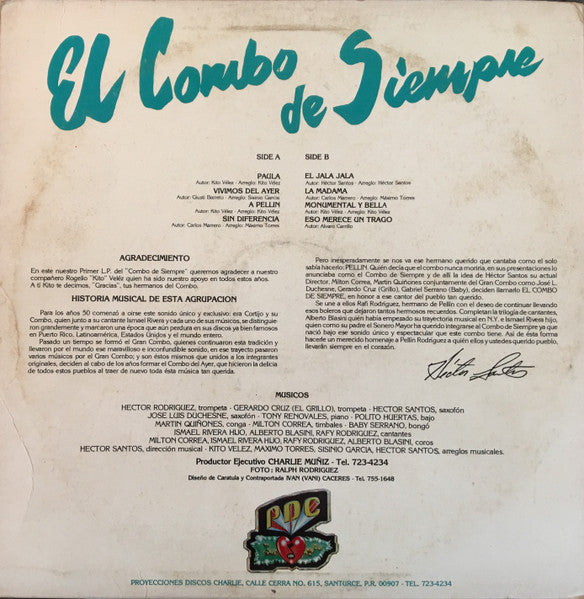 El Combo
de Siempre
SIDE A
PAULA
Autor: Kito Vélez - Arreglo: Kito Vélez
VIVIMOS DEL AYER
Autor: Giusti Barreto - Arreglo: Sisinio García
A PELLIN
Autor: Kito Vélez - Arreglo: Kito Vélez
SIN DIFERENCIA
Autor: Carlos Marrero - Arreglo: Máximo Torres
SIDE B
EL JALA JALA
Autor: Héctor Santos - Arreglo: Héctor Santos
LA MADAMA
Autor: Carlos Marrero - Arreglo: Máximo Torres
MONUMENTAL Y BELLA
Autor: Kito Vélez - Arreglo: Kito Vélez
ESO MERECE UN TRAGO
Autor: Alvaro Carrillo
AGRADECIMIENTO
En este nuestro Primer L.P. del "Combo de Siempre" queremos agradecer a nuestro
compañero Rogelio "Kito" Veléz quien ha sido nuestro apoyo en todos estos años.
A tí Kito te decimos, "Gracias", tus hermanos del Combo.
HISTORIA MUSICAL DE ESTA AGRUPACION
Para los años 50 comenzó a oirse este sonido único y exclusivo: era Cortijo y su
Combo, quien junto a su cantante Ismael Rivera y cada uno de sus músicos, se distinguie-
ron grandemente y marcaron una época que aún perdura en sus discos ya bien famosos
en Puerto Rico, Latinoamérica, Estados Unidos y el mundo entero.
Pasado un tiempo se formó el Gran Combo, quienes continuaron esta tradición y
llevaron por el mundo ese maravilloso e inconfundible sonido, en ese trayecto pasaron
varios músicos por el Gran Combo; y son éstos mismos que unidos a los integrantes
originales, deciden al cabo de los años formar el Combo del Ayer, que hicieron la delicia
de todos estos pueblos al traer de nuevo toda ésta música tan querida.
Pero inesperadamente se nos va ese hermano querido que cantaba como el solo
sabía hacerlo; PELLIN. Quién decía que el combo nunca moriría, en sus presentaciones lo
anunciaba como el Combo de Siempre y de allí la idea de Héctor Santos su actual
Director, Milton Correa, Martín Quiñones conjuntamente del Gran Combo como José L.
Duchesne, Gerardo Cruz (Grillo), Gabriel Serrano (Baby), deciden llamarlo EL COMBO
DE SIEMPRE, en honor a ese cantor del pueblo tan querido.
Se une a ellos Rafi Rodríguez, hermano de Pellín con el deseo de continuar llevando
esos boleros que dejaron tantos hermosos recuerdos. Completan la trilogía de cantantes,
Alberto Blasini quién había empesado su trayectoria musical en N.Y. e Ismael Rivera hijo,
quien como su padre el Sonero Mayor ha querido integrarse al Combo de Siempre ya que
nació bajo ese sonido único y espectacular que este combo tiene. Así de ésta forma
hacerle un merecido homenaje a Pellín Rodríguez a quién ellos y ustedes querido pueblo,
llevarán siempre en el corazón.
Héctor Santos
MUSICOS
HECTOR RODRIGUEZ, trompeta - GERARDO CRUZ (EL GRILLO), trompeta - HECTOR SANTOS, saxofón
JOSE LUIS DUCHESNE, saxofón - TONY RENOVALES, piano - POLITO HUERTAS, bajo
MARTIN QUIÑONES, conga - MILTON CORREA, timbales - BABY SERRANO, bongó
ISMAEL RIVERA HIJO, ALBERTO BLASINI, RAFY RODRIGUEZ, cantantes
MILTON CORREA, ISMAEL RIVERA HIJO, RAFY RODRIGUEZ, ALBERTO BLASINI, coros
HECTOR SANTOS, dirección musical - KITO VELEZ, MAXIMO TORRES, SISINIO GARCIA, HECTOR SANTOS, arreglos musicales.
Productor Ejecutivo CHARLIE MUÑIZ - Tel. 723-4234
FOTO: RALPH RODRIGUEZ
Diseño de Caratula y Contraportada IVAN (VANI) CACERES - Tel. 755-1648
PDC
PROYECCIONES DISCOS CHARLIE, CALLE CERRA NO. 615, SANTURCE, P.R. 00907 - TEL. 723-4234